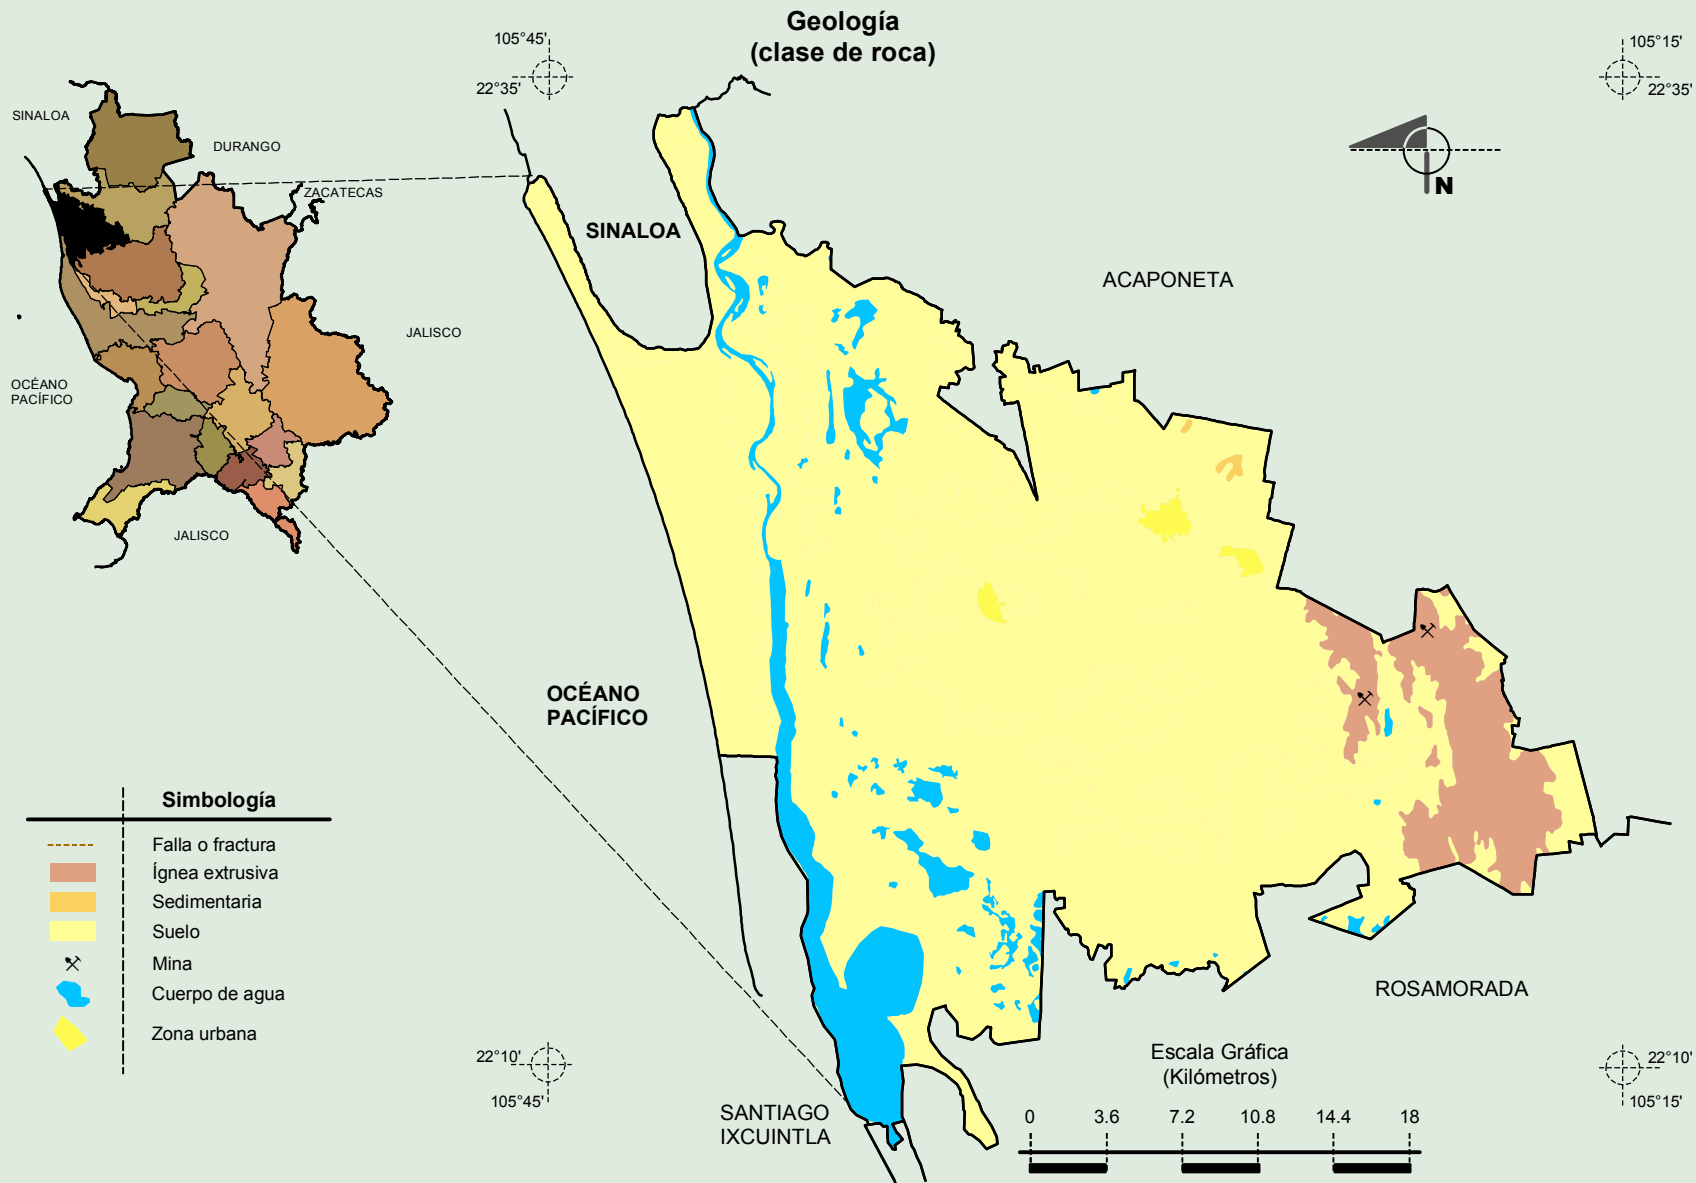 Geología
(clase de roca)
105°45'
22°35'
105°15'
22°35'
SINALOA
DURANGO
ZACATECAS
JALISCO
OCÉANO
PACÍFICO
JALISCO
N
SINALOA
ACAPONETA
OCÉANO
PACÍFICO
ROSAMORADA
SANTIAGO
IXCUINTLA
Simbología
Falla o fractura
Ígnea extrusiva
Sedimentaria
Suelo
Mina
Cuerpo de agua
Zona urbana
22°10'
105°45'
22°10'
105°15'
Escala Gráfica
(Kilómetros)
0 3.6 7.2 10.8 14.4 18